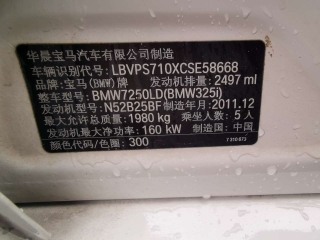 华晨宝马汽车有限公司制造
车辆识别代号: LBVPS710XCSE58668
品牌:宝马(BMW)牌 发动机排量: 2497 ml
整车型号: BMW7250LD(BMW325i)
发动机型号:N52B25BF 制造年月:2011.12
最大允许总质量:1980 kg 乘坐人数: 5 人
发动机最大净功率:160 kW 制造国: 中国
颜色代码/色圈: 300
7 310 673